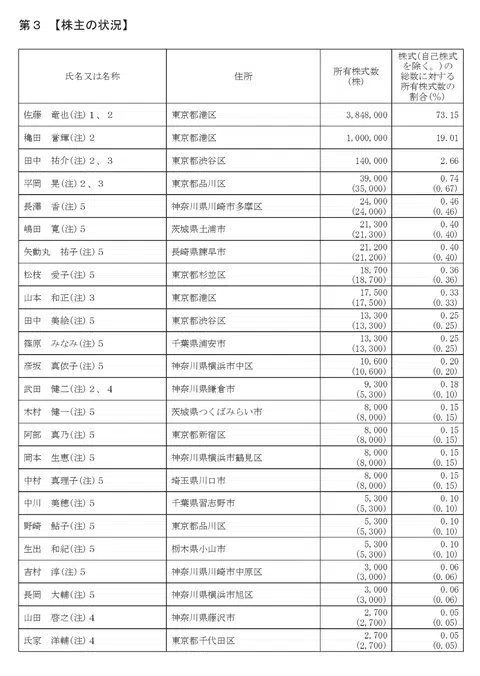 第3 【株主の状況】
氏名又は名称 住所 所有株式数(株) 株式(自己株式を除く。)の総数に対する所有株式数の割合(%)
佐藤 竜也(注)1、2 東京都港区 3,848,000 73.15
穐田 誉輝(注)2 東京都港区 1,000,000 19.01
田中 祐介(注)2、3 東京都渋谷区 140,000 2.66
平岡 晃(注)2、3 東京都品川区 39,000 (35,000) 0.74 (0.67)
長澤 香(注)5 神奈川県川崎市多摩区 24,000 (24,000) 0.46 (0.46)
嶋田 寛(注)5 茨城県土浦市 21,300 (21,300) 0.40 (0.40)
矢動丸 祐子(注)5 長崎県諫早市 21,200 (21,200) 0.40 (0.40)
松枝 愛子(注)5 東京都杉並区 18,700 (18,700) 0.36 (0.36)
山本 和正(注)3 東京都港区 17,500 (17,500) 0.33 (0.33)
田中 美絵(注)5 東京都渋谷区 13,300 (13,300) 0.25 (0.25)
篠原 みなみ(注)5 千葉県浦安市 13,300 (13,300) 0.25 (0.25)
彦坂 真依子(注)5 神奈川県横浜市中区 10,600 (10,600) 0.20 (0.20)
武田 健二(注)2、4 神奈川県鎌倉市 9,300 (5,300) 0.18 (0.10)
木村 健一(注)5 茨城県つくばみらい市 8,000 (8,000) 0.15 (0.15)
阿部 真乃(注)5 東京都新宿区 8,000 (8,000) 0.15 (0.15)
岡本 生恵(注)5 神奈川県横浜市鶴見区 8,000 (8,000) 0.15 (0.15)
中村 真理子(注)5 埼玉県川口市 8,000 (8,000) 0.15 (0.15)
中川 美穂(注)5 千葉県習志野市 5,300 (5,300) 0.10 (0.10)
野崎 鮎子(注)5 東京都品川区 5,300 (5,300) 0.10 (0.10)
生出 和紀(注)5 栃木県小山市 5,300 (5,300) 0.10 (0.10)
吉村 淳(注)5 神奈川県川崎市中原区 3,000 (3,000) 0.06 (0.06)
長岡 大輔(注)5 神奈川県横浜市旭区 3,000 (3,000) 0.06 (0.06)
山田 啓之(注)4 神奈川県藤沢市 2,700 (2,700) 0.05 (0.05)
氏家 洋輔(注)4 東京都千代田区 2,700 (2,700) 0.05 (0.05)